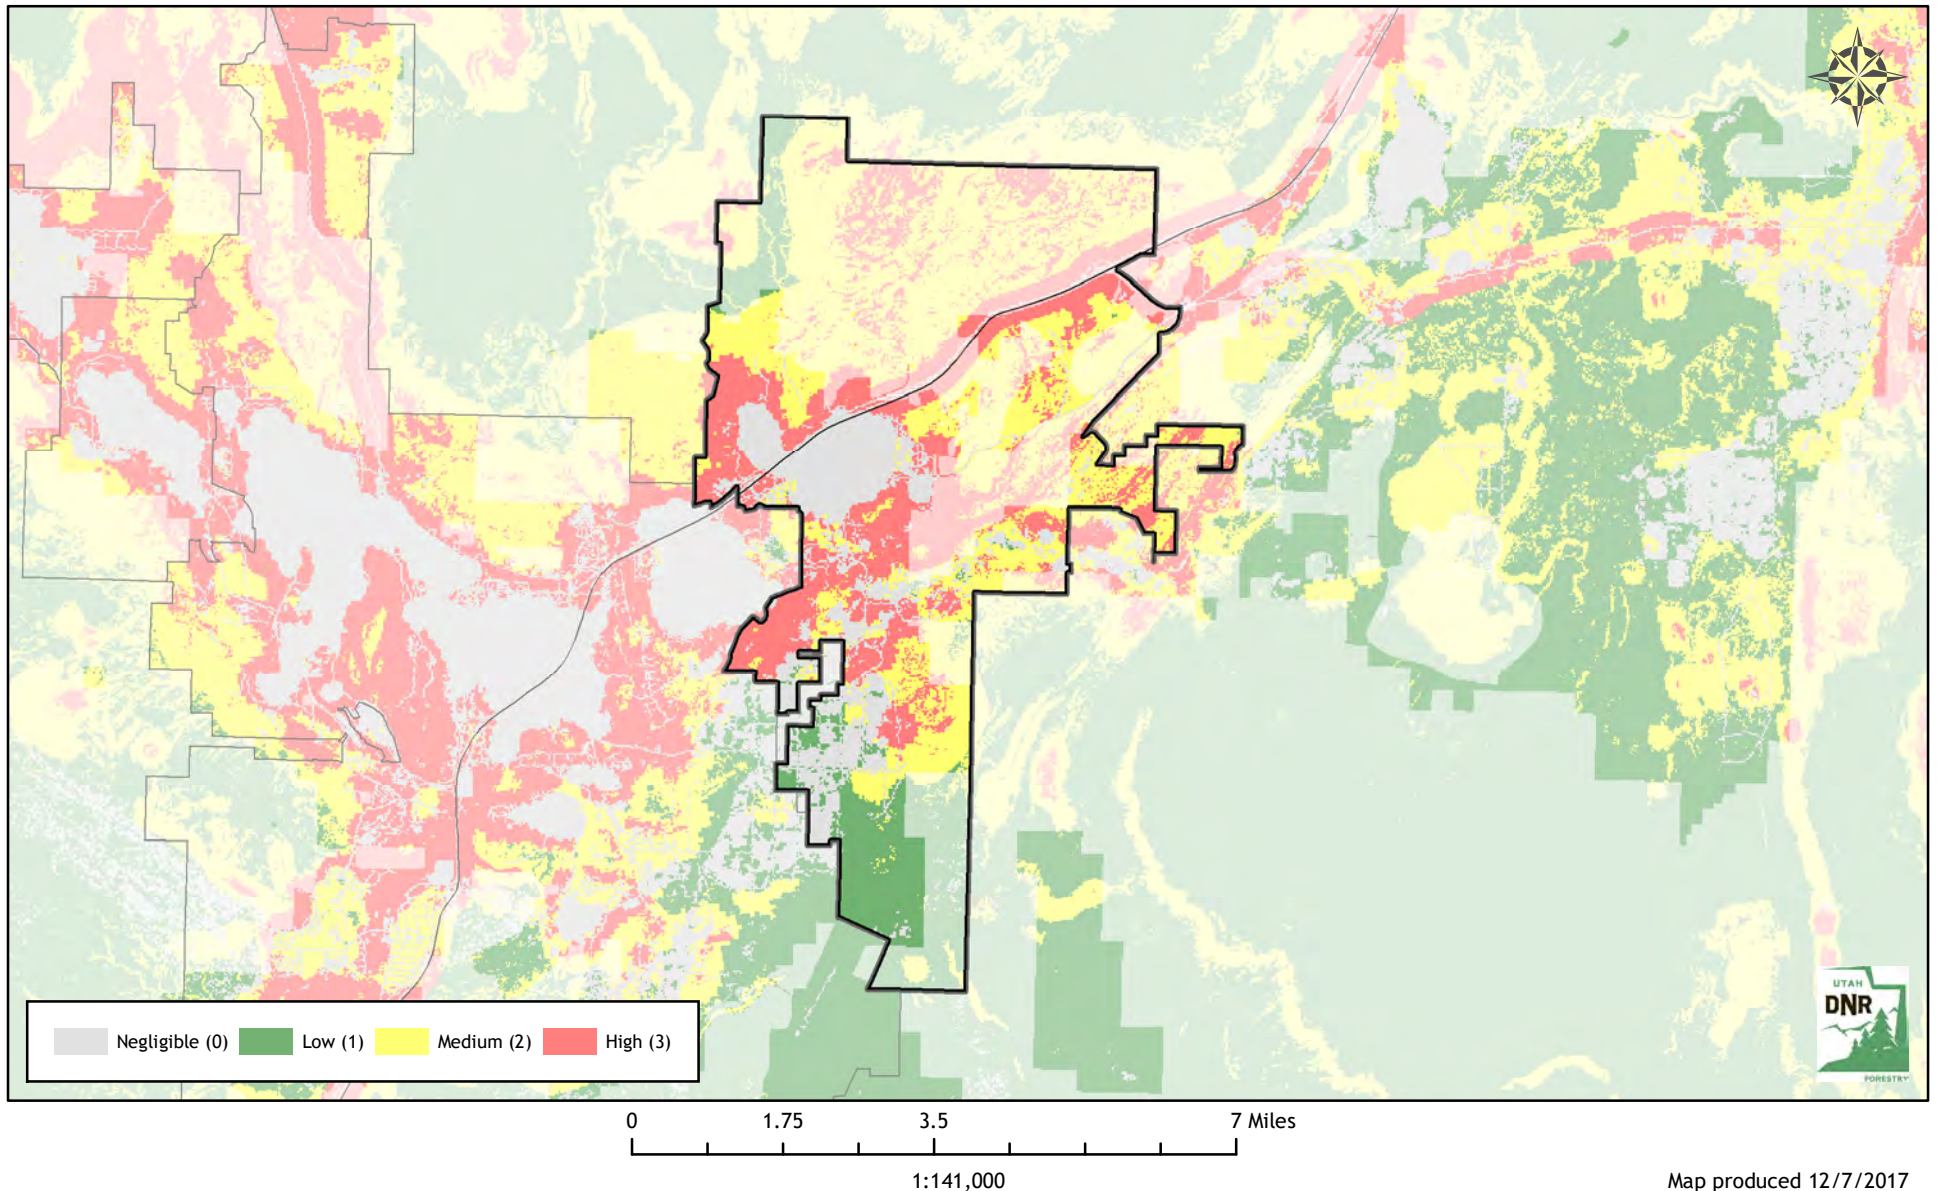 UTAH
DNR
FORESTRY
Negligible (0) Low (1) Medium (2) High (3)
0 1.75 3.5 7 Miles
1:141,000
Map produced 12/7/2017